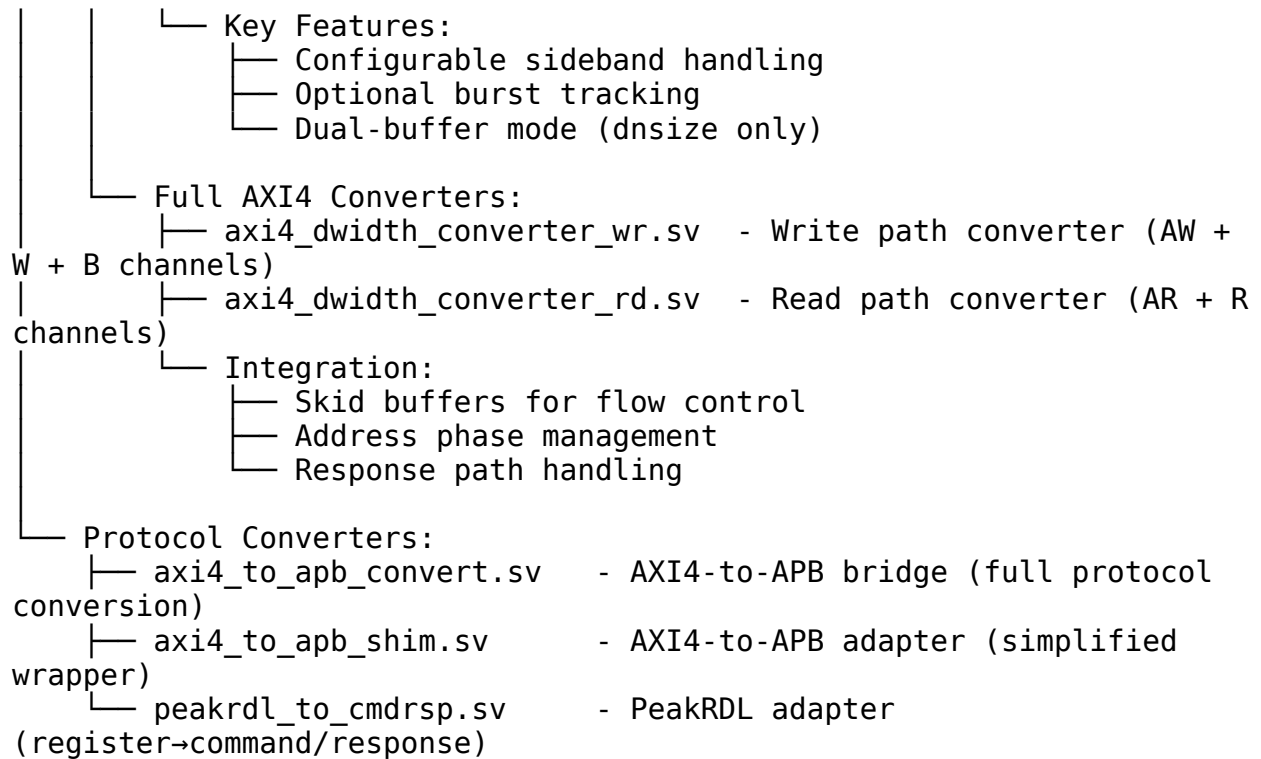 │   │   └── Key Features:
│   │       ├── Configurable sideband handling
│   │       ├── Optional burst tracking
│   │       └── Dual-buffer mode (dnsize only)
│   │
│   └── Full AXI4 Converters:
│       ├── axi4_dwidth_converter_wr.sv  - Write path converter (AW +
W + B channels)
│       ├── axi4_dwidth_converter_rd.sv  - Read path converter (AR + R
channels)
│       └── Integration:
│           ├── Skid buffers for flow control
│           ├── Address phase management
│           └── Response path handling
│
└── Protocol Converters:
    ├── axi4_to_apb_convert.sv   - AXI4-to-APB bridge (full protocol
conversion)
    ├── axi4_to_apb_shim.sv      - AXI4-to-APB adapter (simplified
wrapper)
    └── peakrdl_to_cmdrsp.sv     - PeakRDL adapter
(register→command/response)